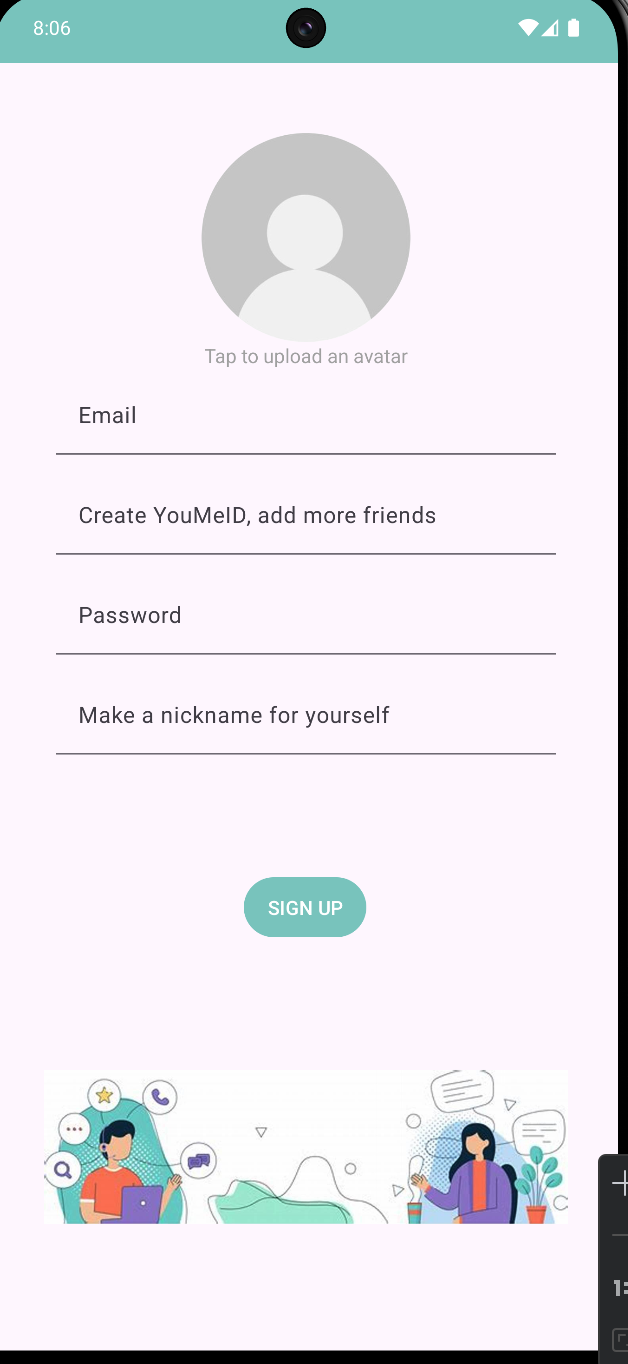 8:06
Tap to upload an avatar
Email
Create YouMeID, add more friends
Password
Make a nickname for yourself
SIGN UP